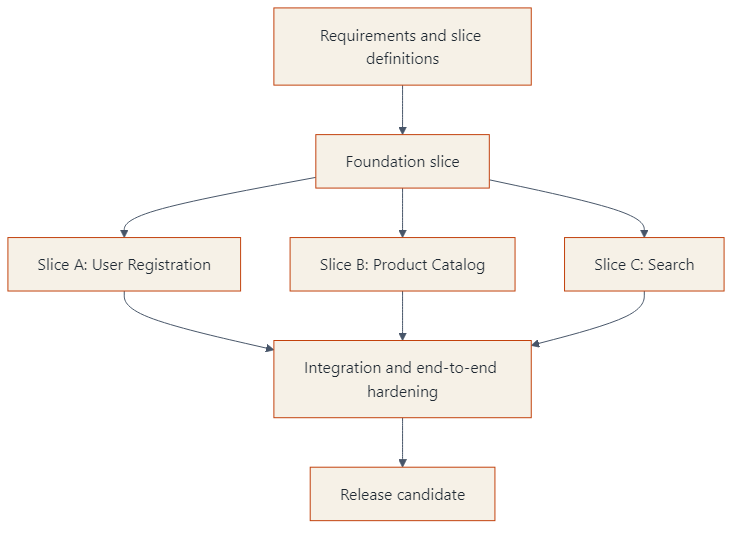 Requirements and slice
definitions
Foundation slice
Slice A: User Registration
Slice B: Product Catalog
Slice C: Search
Integration and end-to-end
hardening
Release candidate